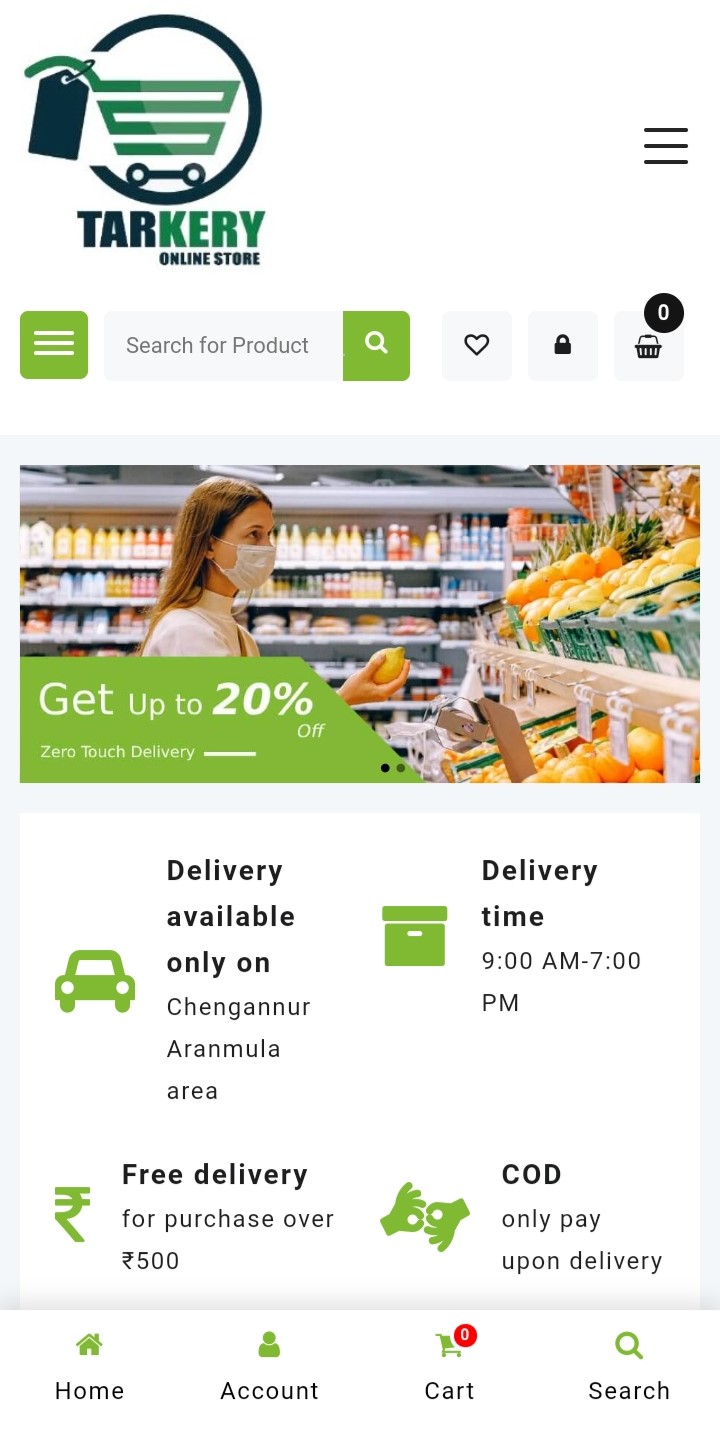 TARKERY
ONLINE STORE
0
Search for Product
Get Up to 20%
Off
Zero Touch Delivery
Delivery
available
only on
Chengannur
Aranmula
area
Delivery
time
9:00 AM-7:00
PM
Free delivery
for purchase over
₹500
COD
only pay
upon delivery
0
Home
Account
Cart
Search